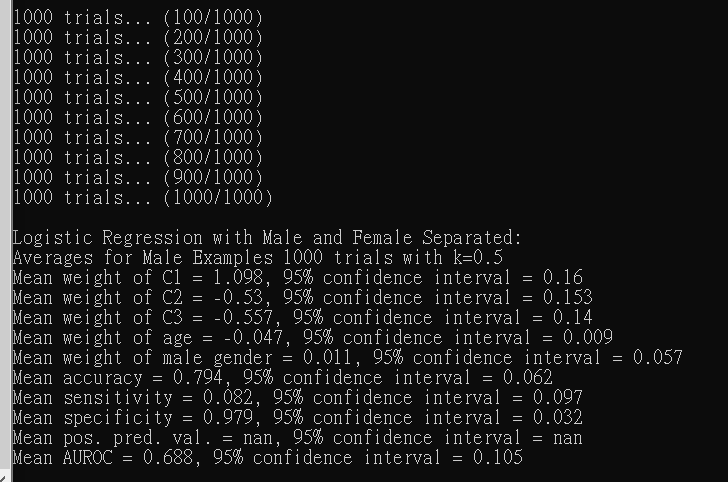 1000 trials... (100/1000)
1000 trials... (200/1000)
1000 trials... (300/1000)
1000 trials... (400/1000)
1000 trials... (500/1000)
1000 trials... (600/1000)
1000 trials... (700/1000)
1000 trials... (800/1000)
1000 trials... (900/1000)
1000 trials... (1000/1000)
Logistic Regression with Male and Female Separated:
Averages for Male Examples 1000 trials with k=0.5
Mean weight of C1 = 1.098, 95% confidence interval = 0.16
Mean weight of C2 = -0.53, 95% confidence interval = 0.153
Mean weight of C3 = -0.557, 95% confidence interval = 0.14
Mean weight of age = -0.047, 95% confidence interval = 0.009
Mean weight of male gender = 0.011, 95% confidence interval = 0.057
Mean accuracy = 0.794, 95% confidence interval = 0.062
Mean sensitivity = 0.082, 95% confidence interval = 0.097
Mean specificity = 0.979, 95% confidence interval = 0.032
Mean pos. pred. val. = nan, 95% confidence interval = nan
Mean AUROC = 0.688, 95% confidence interval = 0.105